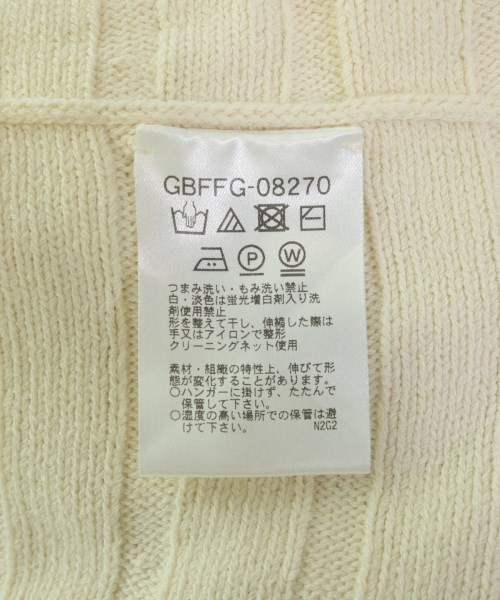 GBFFG-08270
P W
つまみ洗い・もみ洗い禁止
白・淡色は蛍光増白剤入り洗
剤使用禁止
形を整えて干し、伸縮した際は
手又はアイロンで整形
クリーニングネット使用
素材・組織の特性上、伸びて形
態が変化することがあります。
○ハンガーに掛けず、たたんで
保管して下さい。
○湿度の高い場所での保管は避
けて下さい。 N2G2